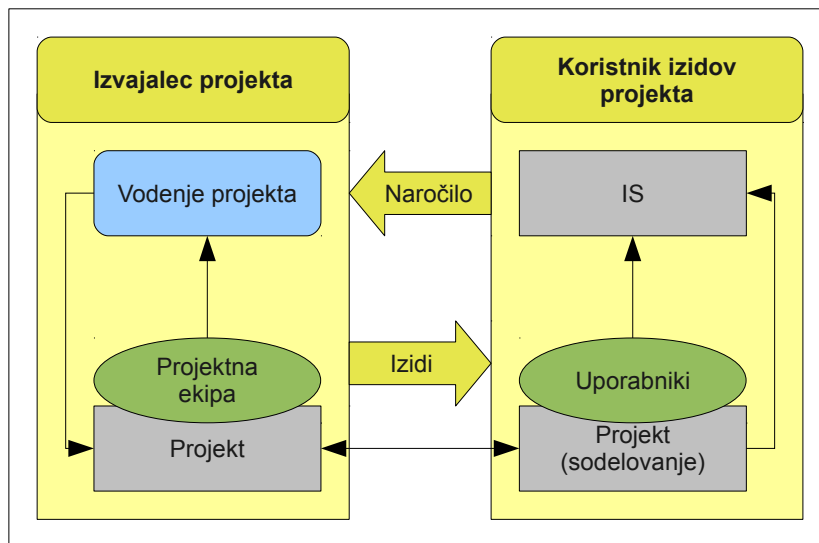 Izvajalec projekta
Koristnik izidov
projekta
Vodenje projekta
Naročilo
IS
Projektna
ekipa
Izidi
Uporabniki
Projekt
Projekt
(sodelovanje)